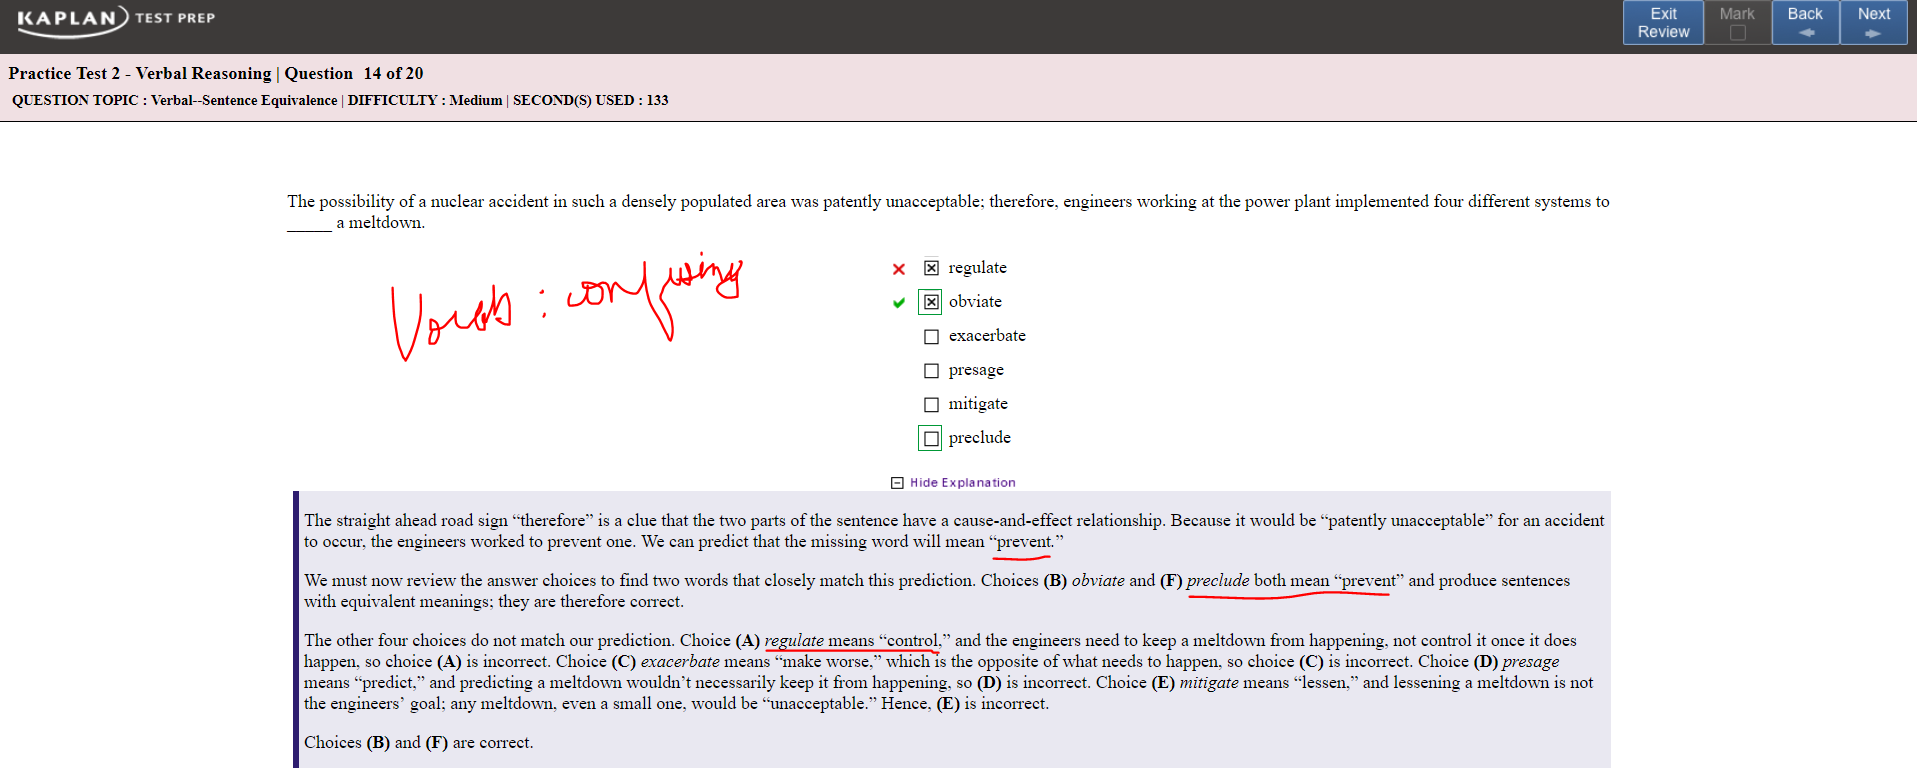 KAPLAN TEST PREP
Exit Review
Mark
Back
Next
Practice Test 2 - Verbal Reasoning | Question 14 of 20
QUESTION TOPIC : Verbal--Sentence Equivalence | DIFFICULTY : Medium | SECOND(S) USED : 133
The possibility of a nuclear accident in such a densely populated area was patently unacceptable; therefore, engineers working at the power plant implemented four different systems to
_____ a meltdown.
: confusing
regulate
obviate
exacerbate
presage
mitigate
preclude
Hide Explanation
The straight ahead road sign “therefore” is a clue that the two parts of the sentence have a cause-and-effect relationship. Because it would be “patently unacceptable” for an accident
to occur, the engineers worked to prevent one. We can predict that the missing word will mean “prevent.”
We must now review the answer choices to find two words that closely match this prediction. Choices (B) obviate and (F) preclude both mean “prevent” and produce sentences
with equivalent meanings; they are therefore correct.
The other four choices do not match our prediction. Choice (A) regulate means “control,” and the engineers need to keep a meltdown from happening, not control it once it does
happen, so choice (A) is incorrect. Choice (C) exacerbate means “make worse,” which is the opposite of what needs to happen, so choice (C) is incorrect. Choice (D) presage
means “predict,” and predicting a meltdown wouldn’t necessarily keep it from happening, so (D) is incorrect. Choice (E) mitigate means “lessen,” and lessening a meltdown is not
the engineers’ goal; any meltdown, even a small one, would be “unacceptable.” Hence, (E) is incorrect.
Choices (B) and (F) are correct.